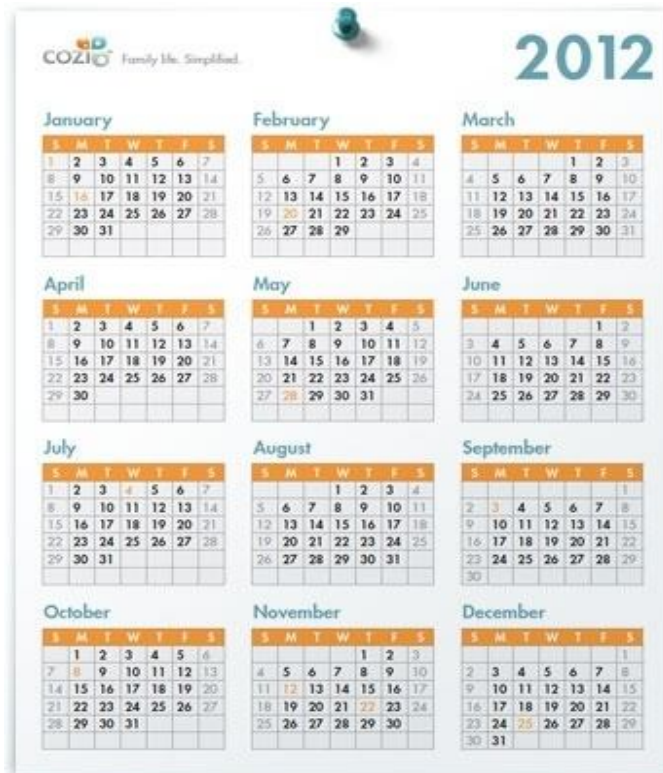 COZI Family life. Simplified.
2012
January February March
S M T W T F S S M T W T F S S M T W T F S
1 2 3 4 5 6 7 1 2 3 4 1 2 3
8 9 10 11 12 13 14 5 6 7 8 9 10 11 4 5 6 7 8 9 10
15 16 17 18 19 20 21 12 13 14 15 16 17 18 11 12 13 14 15 16 17
22 23 24 25 26 27 28 19 20 21 22 23 24 25 18 19 20 21 22 23 24
29 30 31 26 27 28 29 25 26 27 28 29 30 31
April May June
S M T W T F S S M T W T F S S M T W T F S
1 2 3 4 5 6 7 1 2 3 4 5 1 2
8 9 10 11 12 13 14 6 7 8 9 10 11 12 3 4 5 6 7 8 9
15 16 17 18 19 20 21 13 14 15 16 17 18 19 10 11 12 13 14 15 16
22 23 24 25 26 27 28 20 21 22 23 24 25 26 17 18 19 20 21 22 23
29 30 27 28 29 30 31 24 25 26 27 28 29 30
July August September
S M T W T F S S M T W T F S S M T W T F S
1 2 3 4 5 6 7 1 2 3 4 1
8 9 10 11 12 13 14 5 6 7 8 9 10 11 2 3 4 5 6 7 8
15 16 17 18 19 20 21 12 13 14 15 16 17 18 9 10 11 12 13 14 15
22 23 24 25 26 27 28 19 20 21 22 23 24 25 16 17 18 19 20 21 22
29 30 31 26 27 28 29 30 31 23 24 25 26 27 28 29
30
October November December
S M T W T F S S M T W T F S S M T W T F S
1 2 3 4 5 6 1 2 3 1
7 8 9 10 11 12 13 4 5 6 7 8 9 10 2 3 4 5 6 7 8
14 15 16 17 18 19 20 11 12 13 14 15 16 17 9 10 11 12 13 14 15
21 22 23 24 25 26 27 18 19 20 21 22 23 24 16 17 18 19 20 21 22
28 29 30 31 25 26 27 28 29 30 23 24 25 26 27 28 29
30 31